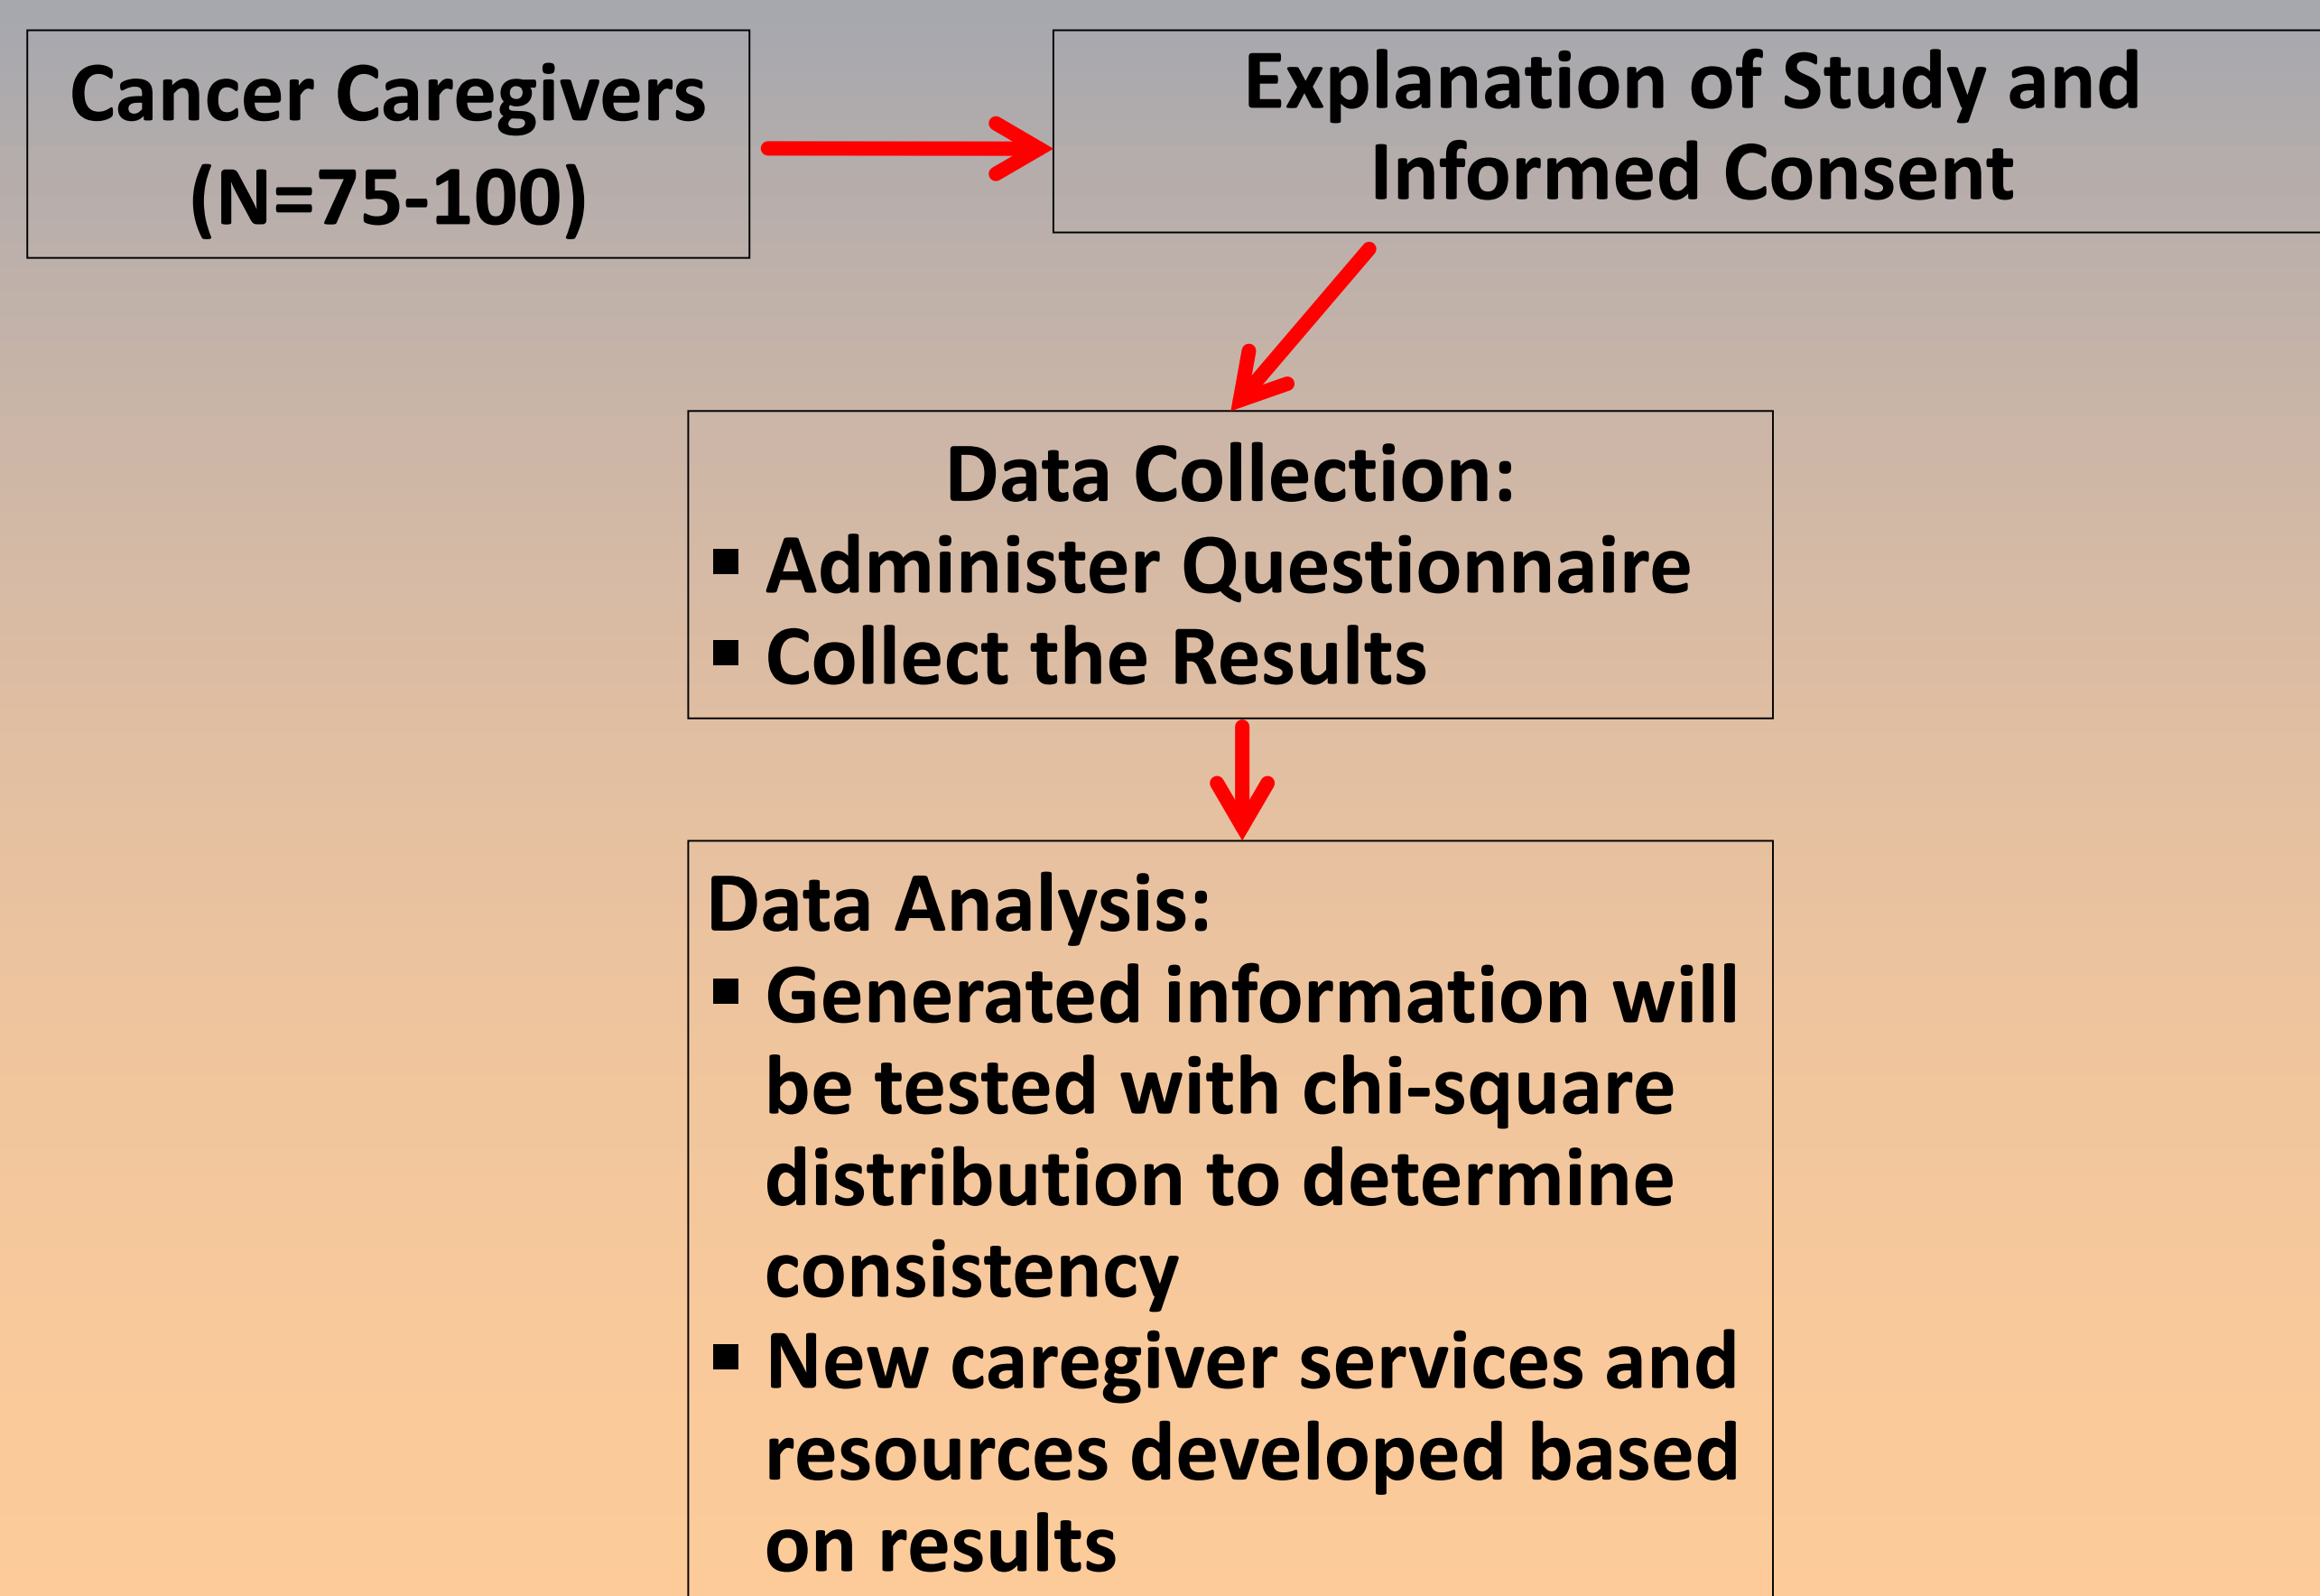 Cancer Caregivers
(N=75-100)
Explanation of Study and
Informed Consent
Data Collection:
▪ Administer Questionnaire
▪ Collect the Results
Data Analysis:
▪ Generated information will
be tested with chi-square
distribution to determine
consistency
▪ New caregiver services and
resources developed based
on results